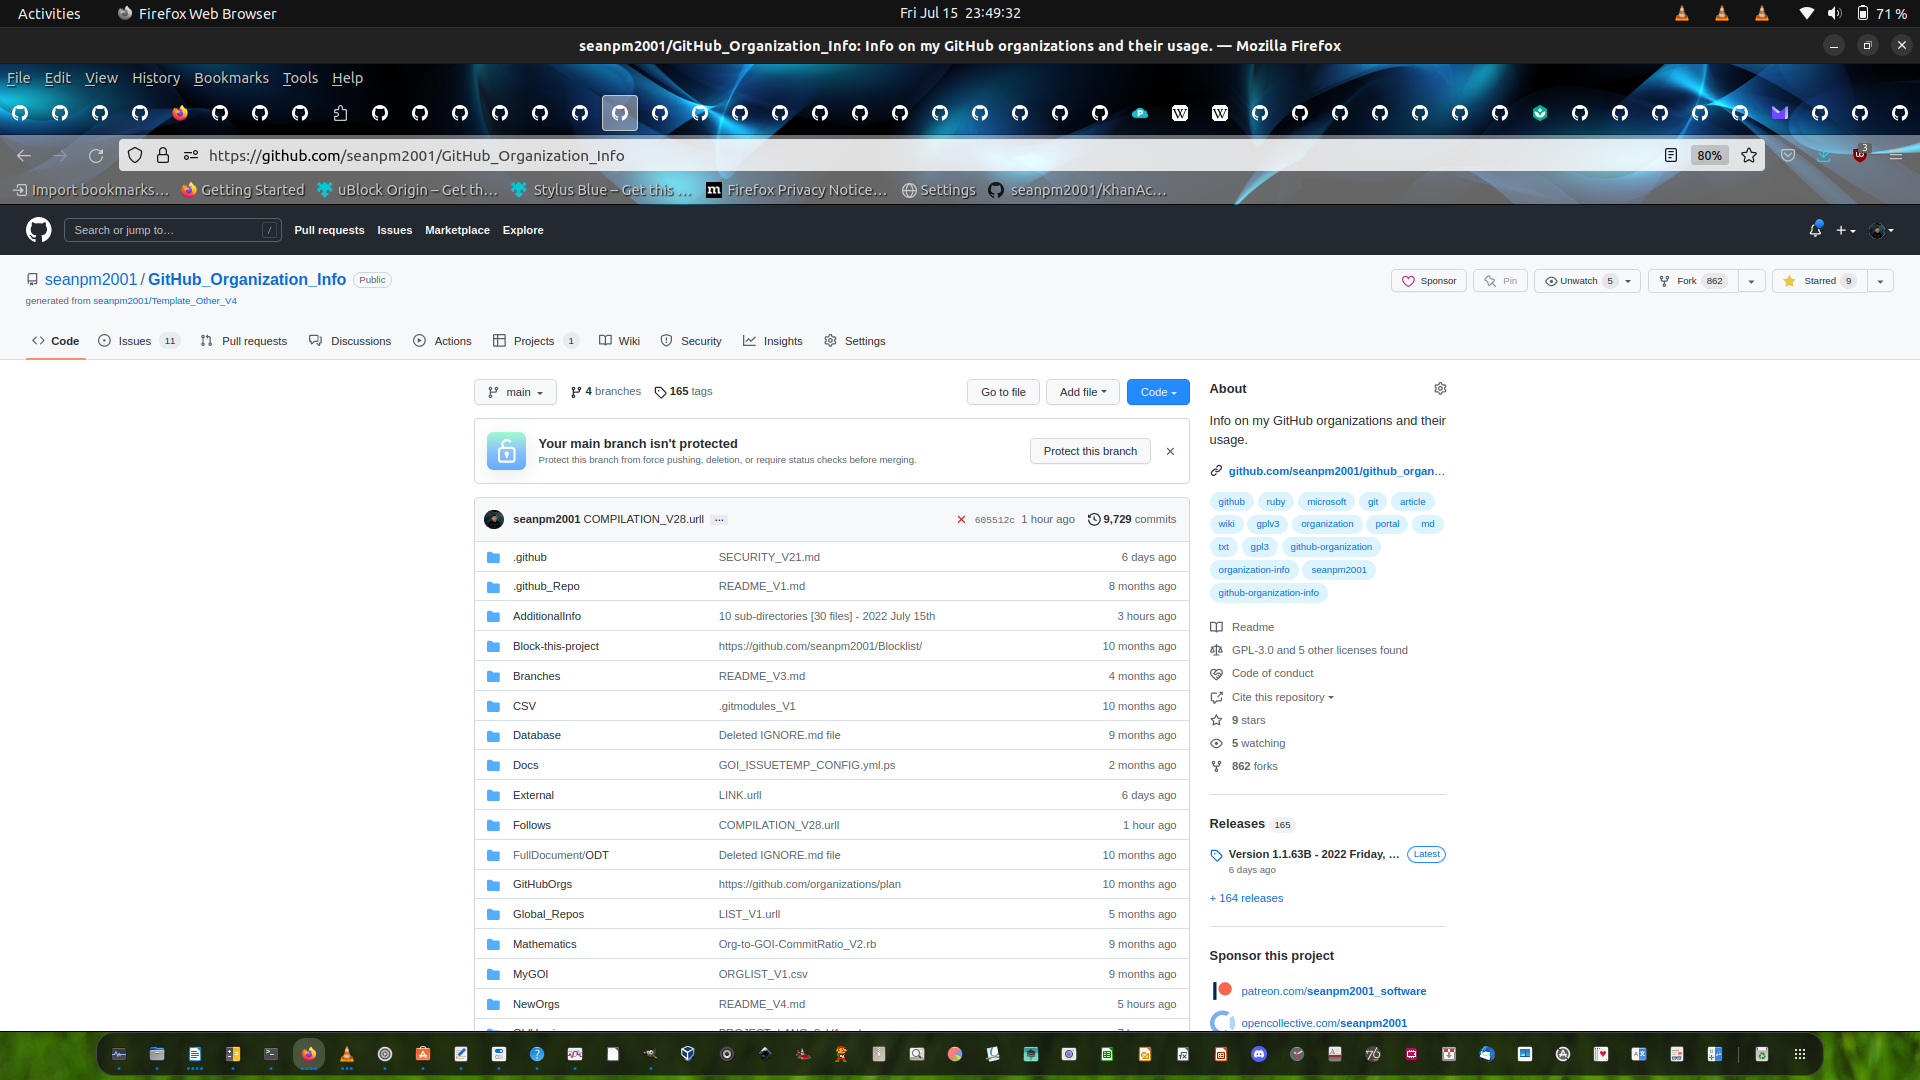 Activities Firefox Web Browser Fri Jul 15 23:49:32 71 %
seanpm2001/GitHub_Organization_Info: Info on my GitHub organizations and their usage. — Mozilla Firefox
File Edit View History Bookmarks Tools Help
https://github.com/seanpm2001/GitHub_Organization_Info 80% 3
Import bookmarks… Getting Started uBlock Origin – Get th… Stylus Blue – Get this … Firefox Privacy Notice… Settings seanpm2001/KhanAc…
Search or jump to… / Pull requests Issues Marketplace Explore
seanpm2001 / GitHub_Organization_Info Public
generated from seanpm2001/Template_Other_V4
Sponsor Pin Unwatch 5 Fork 862 Starred 9
Code Issues 11 Pull requests Discussions Actions Projects 1 Wiki Security Insights Settings
main 4 branches 165 tags Go to file Add file Code
Your main branch isn't protected
Protect this branch from force pushing, deletion, or require status checks before merging.
Protect this branch
seanpm2001 COMPILATION_V28.urll … 605512c 1 hour ago 9,729 commits
.github SECURITY_V21.md 6 days ago
.github_Repo README_V1.md 8 months ago
AdditionalInfo 10 sub-directories [30 files] - 2022 July 15th 3 hours ago
Block-this-project https://github.com/seanpm2001/Blocklist/ 10 months ago
Branches README_V3.md 4 months ago
CSV .gitmodules_V1 10 months ago
Database Deleted IGNORE.md file 9 months ago
Docs GOI_ISSUETEMP_CONFIG.yml.ps 2 months ago
External LINK.urll 6 days ago
Follows COMPILATION_V28.urll 1 hour ago
FullDocument/ODT Deleted IGNORE.md file 10 months ago
GitHubOrgs https://github.com/organizations/plan 10 months ago
Global_Repos LIST_V1.urll 5 months ago
Mathematics Org-to-GOI-CommitRatio_V2.rb 9 months ago
MyGOI ORGLIST_V1.csv 9 months ago
NewOrgs README_V4.md 5 hours ago
About
Info on my GitHub organizations and their
usage.
github.com/seanpm2001/github_organ…
github ruby microsoft git article
wiki gplv3 organization portal md
txt gpl3 github-organization
organization-info seanpm2001
github-organization-info
Readme
GPL-3.0 and 5 other licenses found
Code of conduct
Cite this repository
9 stars
5 watching
862 forks
Releases 165
Version 1.1.63B - 2022 Friday, … Latest
6 days ago
+ 164 releases
Sponsor this project
patreon.com/seanpm2001_software
opencollective.com/seanpm2001